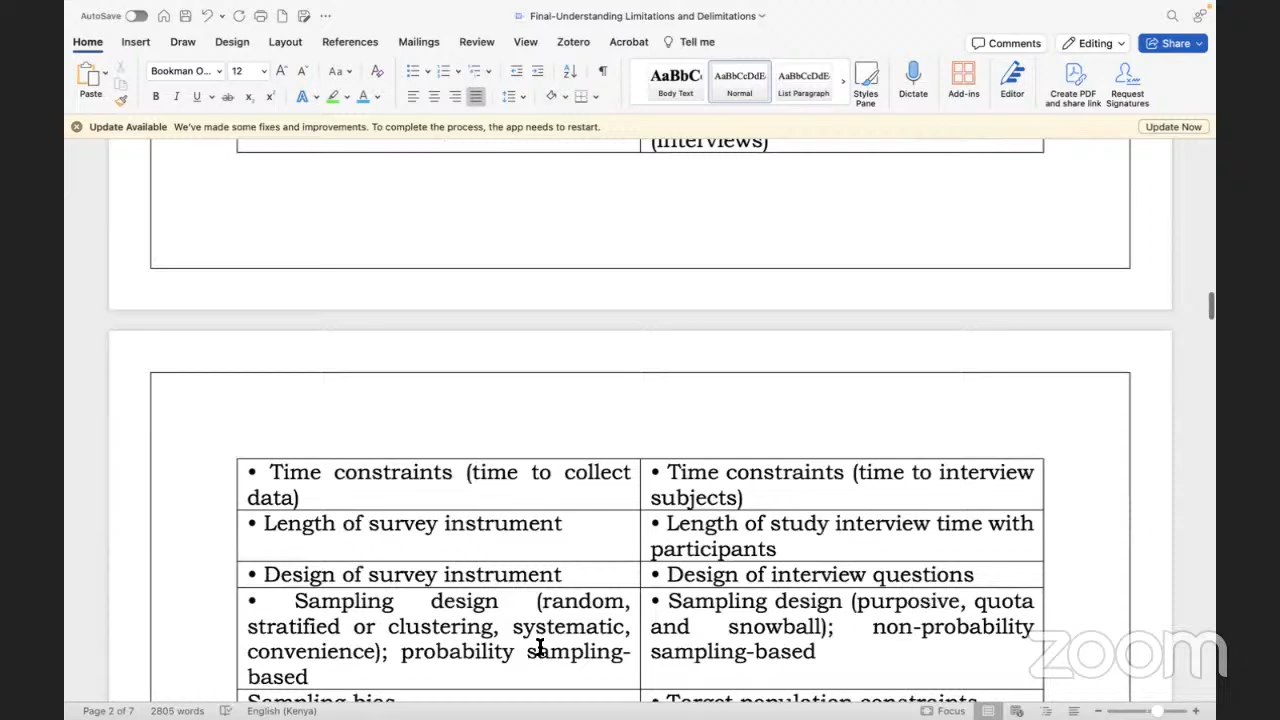 AutoSave
Final-Understanding Limitations and Delimitations
Home Insert Draw Design Layout References Mailings Review View Zotero Acrobat Tell me
Comments Editing Share
Paste
Bookman O... 12
AaBbC AaBbCcDdE AaBbCcDdE
Body Text Normal List Paragraph
Styles Pane
Dictate
Add-ins
Editor
Create PDF and share link
Request Signatures
Update Available We've made some fixes and improvements. To complete the process, the app needs to restart. Update Now
(interviews)
• Time constraints (time to collect
data)
• Time constraints (time to interview
subjects)
• Length of survey instrument
• Length of study interview time with
participants
• Design of survey instrument
• Design of interview questions
• Sampling design (random,
stratified or clustering, systematic,
convenience); probability sampling-
based
• Sampling design (purposive, quota
and snowball); non-probability
sampling-based
Sampling bias
• Target population constraints
zoom
Page 2 of 7 2805 words English (Kenya) Focus